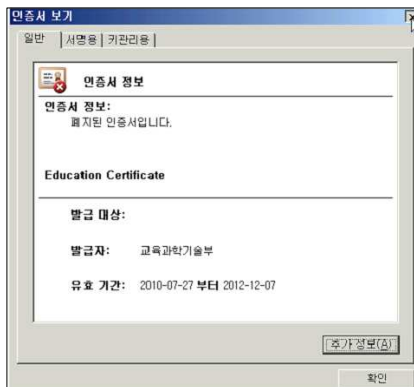 인증서 보기
일반 서명용 키관리용
인증서 정보
인증서 정보:
폐지된 인증서입니다.
Education Certificate
발급 대상:
발급자: 교육과학기술부
유효 기간: 2010-07-27 부터 2012-12-07
추가 정보(A)
확인